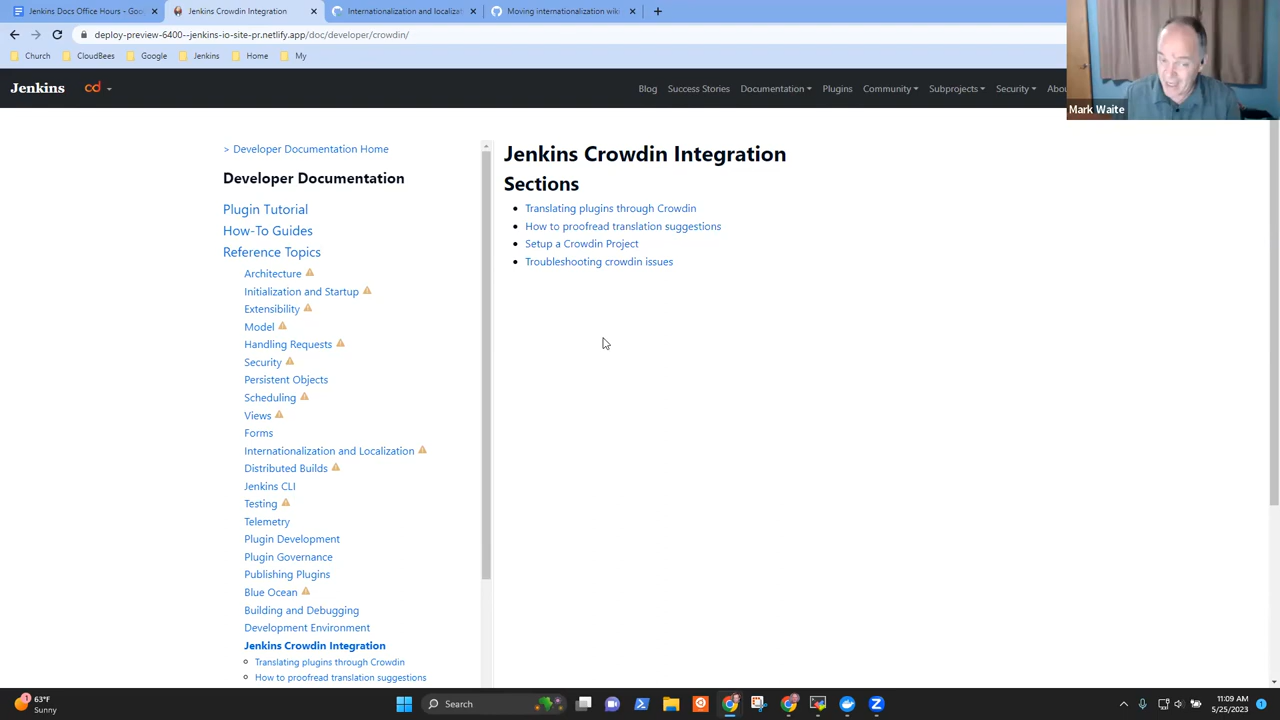 Jenkins Docs Office Hours - Goo
Jenkins Crowdin Integration
Internationalization and localizat
Moving internationalization wiki
deploy-preview-6400--jenkins-io-site-pr.netlify.app/doc/developer/crowdin/
Church
CloudBees
Google
Jenkins
Home
My
Mark Waite
Jenkins
cd
Blog
Success Stories
Documentation
Plugins
Community
Subprojects
Security
Abou
> Developer Documentation Home
Developer Documentation
Plugin Tutorial
How-To Guides
Reference Topics
Architecture
Initialization and Startup
Extensibility
Model
Handling Requests
Security
Persistent Objects
Scheduling
Views
Forms
Internationalization and Localization
Distributed Builds
Jenkins CLI
Testing
Telemetry
Plugin Development
Plugin Governance
Publishing Plugins
Blue Ocean
Building and Debugging
Development Environment
Jenkins Crowdin Integration
Translating plugins through Crowdin
How to proofread translation suggestions
Jenkins Crowdin Integration
Sections
Translating plugins through Crowdin
How to proofread translation suggestions
Setup a Crowdin Project
Troubleshooting crowdin issues
1
63°F
Sunny
Search
11:09 AM
5/25/2023
1